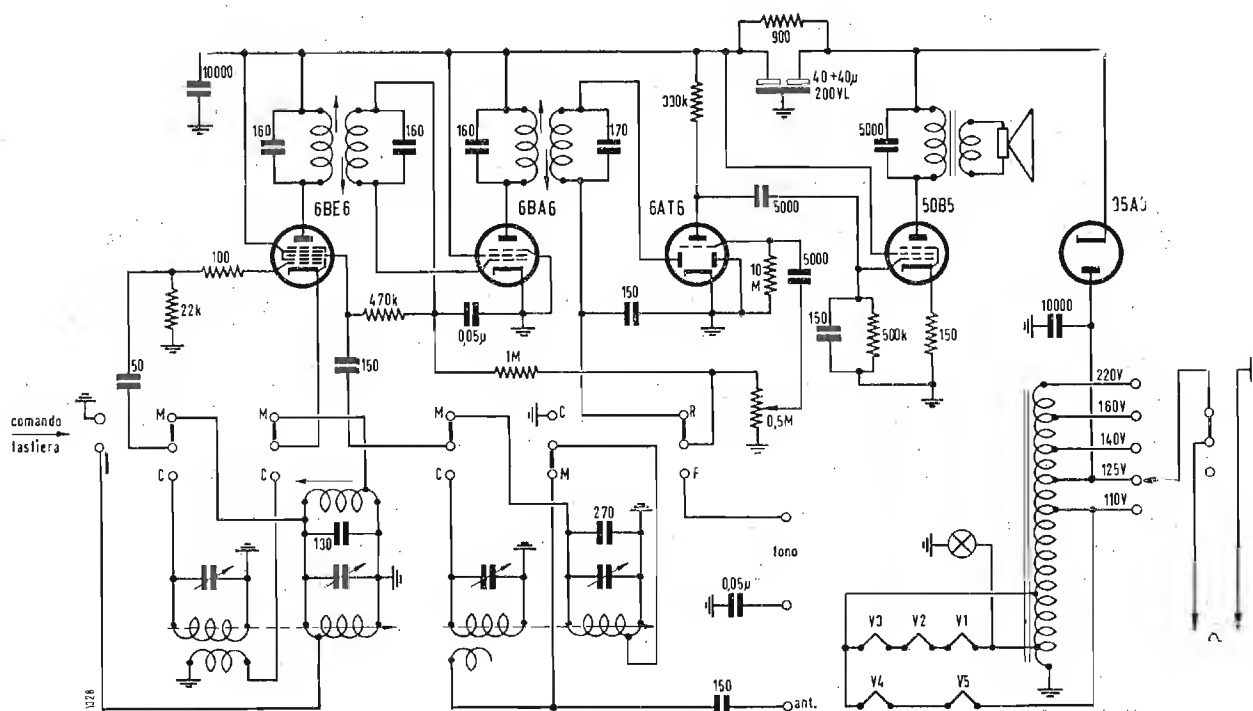 900
10000
40 + 40µ
200VL
330k
160
160
160
170
5000
6BE6
6BA6
6AT6
5000
50B5
35A3
100
22k
470k
10
M
5000
0,05µ
150
150
500k
150
10000
50
150
1M
0,5M
220V
160V
140V
125V
110V
comando
tastiera
M
M
M
C
R
C
C
C
M
F
130
270
fono
0,05µ
V3
V2
V1
V4
V5
1328
150
ant.